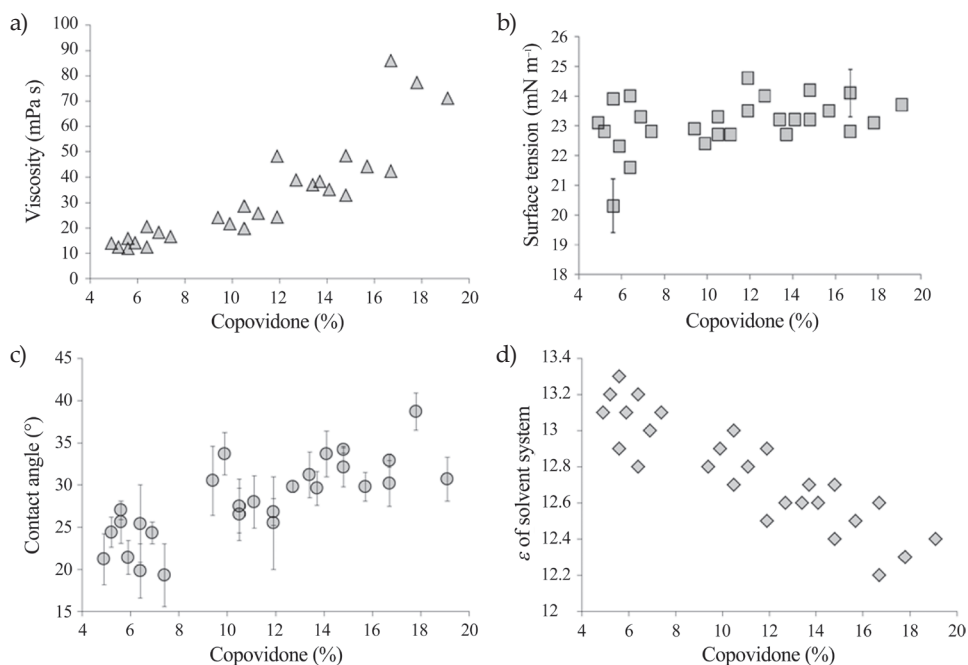 a)
Viscosity (mPa s)
100
90
80
70
60
50
40
30
20
10
0
4 6 8 10 12 14 16 18 20
Copovidone (%)
b)
Surface tension (mN m⁻¹)
26
25
24
23
22
21
20
19
18
4 6 8 10 12 14 16 18 20
Copovidone (%)
c)
Contact angle (°)
45
40
35
30
25
20
15
4 6 8 10 12 14 16 18 20
Copovidone (%)
d)
ε of solvent system
13.4
13.2
13
12.8
12.6
12.4
12.2
12
4 6 8 10 12 14 16 18 20
Copovidone (%)